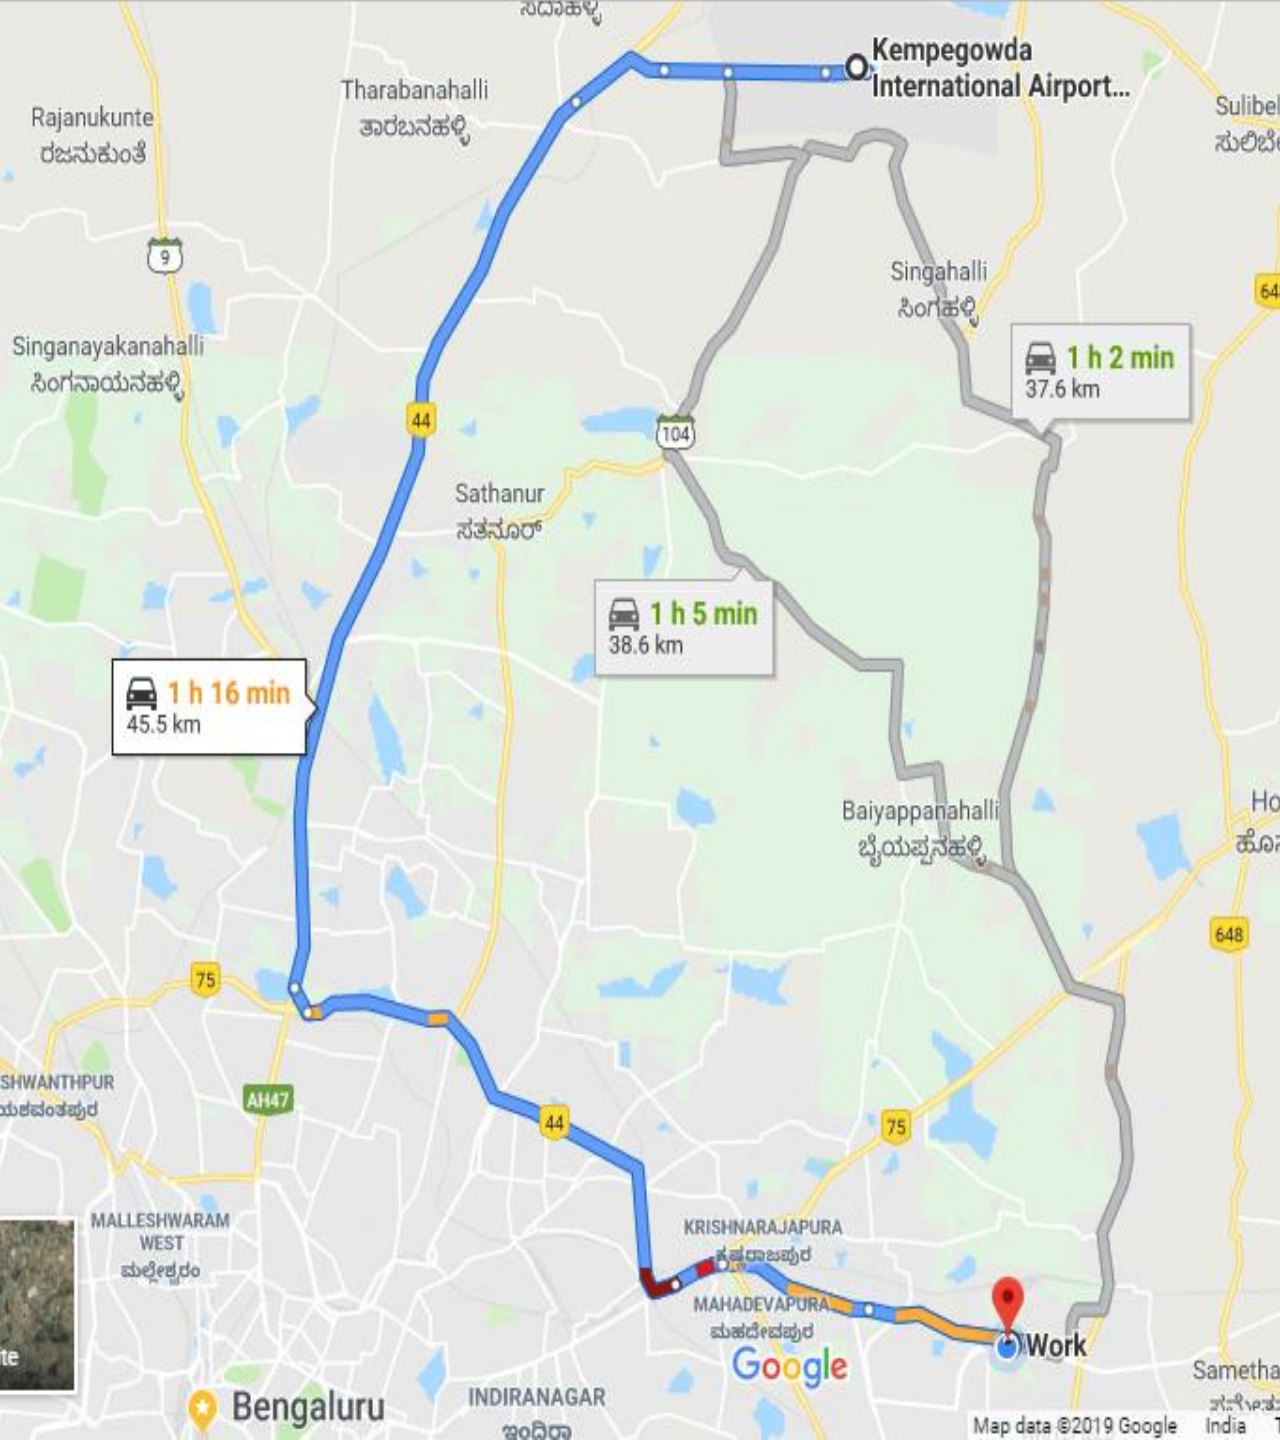 ಸಿದಾಹಳ್ಳಿ
Kempegowda
International Airport...
Tharabanahalli
ತಾರಬನಹಳ್ಳಿ
Rajanukunte
ರಜನುಕುಂತೆ
9
Singahalli
ಸಿಂಗಹಳ್ಳಿ
Singanayakanahalli
ಸಿಂಗನಾಯನಹಳ್ಳಿ
1 h 2 min
37.6 km
44
104
Sathanur
ಸತನೂರ್
1 h 5 min
38.6 km
1 h 16 min
45.5 km
Baiyappanahalli
ಬೈಯಪ್ಪನಹಳ್ಳಿ
648
75
AH47
44
75
MALLESHWARAM
WEST
ಮಲ್ಲೇಶ್ವರಂ
KRISHNARAJAPURA
MAHADEVAPURA
ಮಹದೇವಪುರ
Work
Google
Bengaluru
INDIRANAGAR
ಇಂದಿರಾ
Map data ©2019 Google India